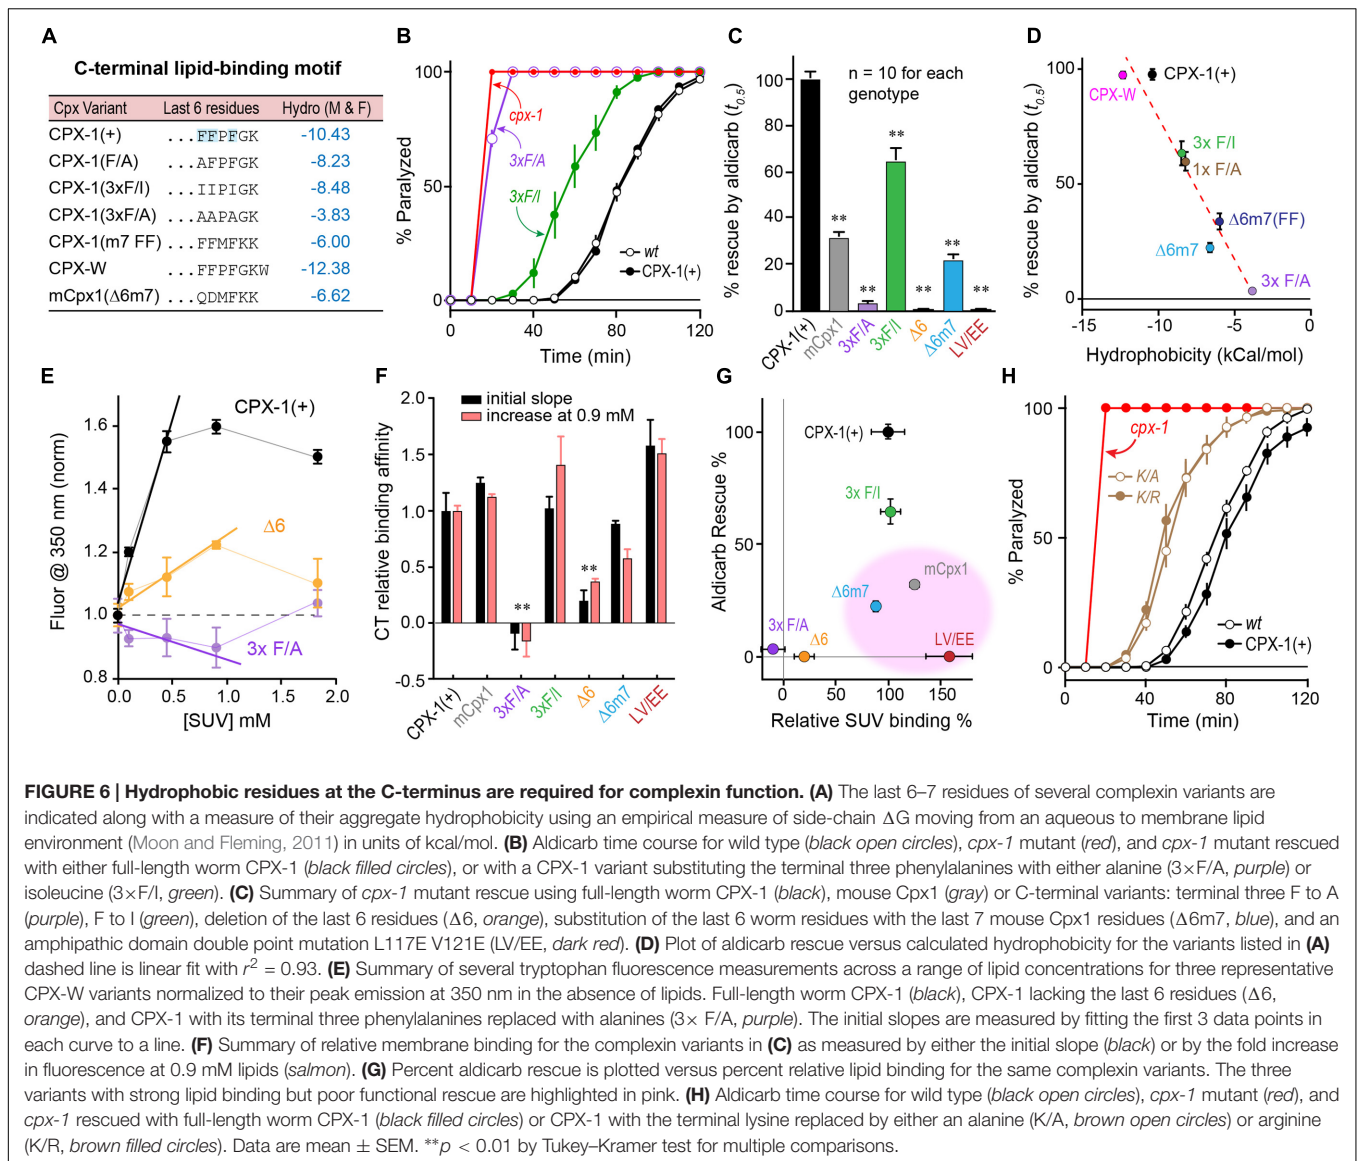 A
C-terminal lipid-binding motif
Cpx Variant Last 6 residues Hydro (M & F)
CPX-1(+) ...FFPFGK -10.43
CPX-1(F/A) ...AFPFGK -8.23
CPX-1(3xF/I) ...IIPIGK -8.48
CPX-1(3xF/A) ...AAPAGK -3.83
CPX-1(m7 FF) ...FFMFKK -6.00
CPX-W ...FFPFGKW -12.38
mCpx1(Δ6m7) ...QDMFKK -6.62
B
% Paralyzed
100
50
0
0 40 80 120
Time (min)
cpx-1
3xF/A
3xF/I
wt
CPX-1(+)
C
% rescue by aldicarb (t0.5)
n = 10 for each
genotype
100
80
60
40
20
0
** ** ** ** ** **
CPX-1(+) mCpx1 3xF/A 3xF/I Δ6 Δ6m7 LV/EE
D
% rescue by aldicarb (t0.5)
100
50
0
CPX-W
CPX-1(+)
3x F/I
1x F/A
Δ6m7(FF)
Δ6m7
3x F/A
-15 -10 -5 0
Hydrophobicity (kCal/mol)
E
Fluor @ 350 nm (norm)
1.6
1.4
1.2
1.0
0.8
CPX-1(+)
Δ6
3x F/A
0.0 0.5 1.0 1.5 2.0
[SUV] mM
F
CT relative binding affinity
2.0
1.5
1.0
0.5
0.0
-0.5
initial slope
increase at 0.9 mM
** **
CPX-1(+) mCpx1 3xF/A 3xF/I Δ6 Δ6m7 LV/EE
G
Aldicarb Rescue %
100
50
0
CPX-1(+)
3x F/I
mCpx1
Δ6m7
3x F/A
Δ6
LV/EE
0 50 100 150
Relative SUV binding %
H
% Paralyzed
100
50
0
cpx-1
K/A
K/R
wt
CPX-1(+)
0 40 80 120
Time (min)
FIGURE 6 | Hydrophobic residues at the C-terminus are required for complexin function. (A) The last 6–7 residues of several complexin variants are
indicated along with a measure of their aggregate hydrophobicity using an empirical measure of side-chain ΔG moving from an aqueous to membrane lipid
environment (Moon and Fleming, 2011) in units of kcal/mol. (B) Aldicarb time course for wild type (black open circles), cpx-1 mutant (red), and cpx-1 mutant rescued
with either full-length worm CPX-1 (black filled circles), or with a CPX-1 variant substituting the terminal three phenylalanines with either alanine (3×F/A, purple) or
isoleucine (3×F/I, green). (C) Summary of cpx-1 mutant rescue using full-length worm CPX-1 (black), mouse Cpx1 (gray) or C-terminal variants: terminal three F to A
(purple), F to I (green), deletion of the last 6 residues (Δ6, orange), substitution of the last 6 worm residues with the last 7 mouse Cpx1 residues (Δ6m7, blue), and an
amphipathic domain double point mutation L117E V121E (LV/EE, dark red). (D) Plot of aldicarb rescue versus calculated hydrophobicity for the variants listed in (A)
dashed line is linear fit with r2 = 0.93. (E) Summary of several tryptophan fluorescence measurements across a range of lipid concentrations for three representative
CPX-W variants normalized to their peak emission at 350 nm in the absence of lipids. Full-length worm CPX-1 (black), CPX-1 lacking the last 6 residues (Δ6,
orange), and CPX-1 with its terminal three phenylalanines replaced with alanines (3× F/A, purple). The initial slopes are measured by fitting the first 3 data points in
each curve to a line. (F) Summary of relative membrane binding for the complexin variants in (C) as measured by either the initial slope (black) or by the fold increase
in fluorescence at 0.9 mM lipids (salmon). (G) Percent aldicarb rescue is plotted versus percent relative lipid binding for the same complexin variants. The three
variants with strong lipid binding but poor functional rescue are highlighted in pink. (H) Aldicarb time course for wild type (black open circles), cpx-1 mutant (red), and
cpx-1 rescued with full-length worm CPX-1 (black filled circles) or CPX-1 with the terminal lysine replaced by either an alanine (K/A, brown open circles) or arginine
(K/R, brown filled circles). Data are mean ± SEM. **p < 0.01 by Tukey–Kramer test for multiple comparisons.